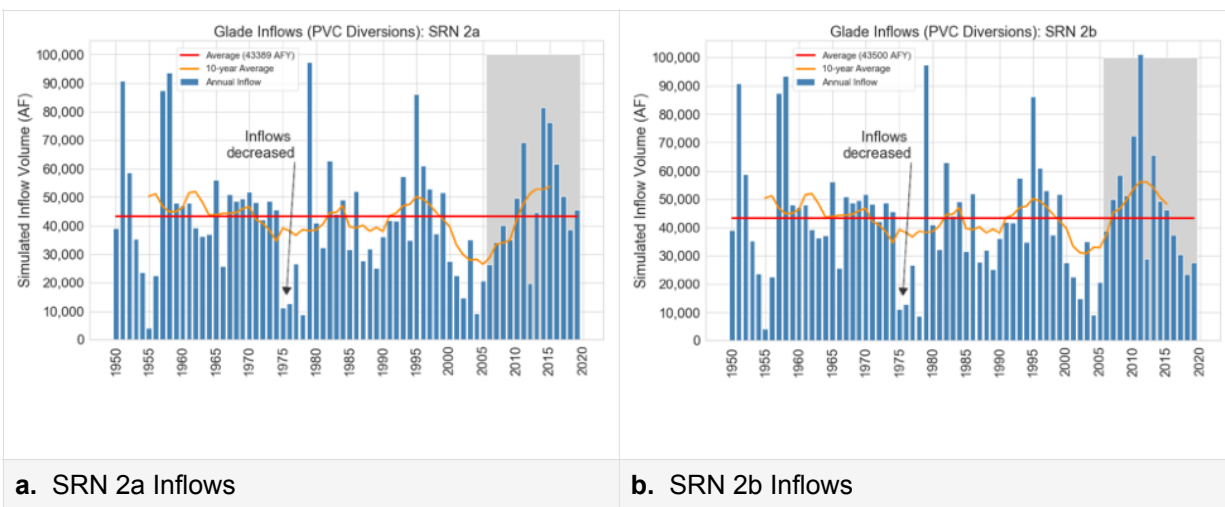 Glade Inflows (PVC Diversions): SRN 2a
Average (43389 AFY)
10-year Average
Annual Inflow
Simulated Inflow Volume (AF)
100,000
90,000
80,000
70,000
60,000
50,000
40,000
30,000
20,000
10,000
0
Inflows
decreased
1950 1955 1960 1965 1970 1975 1980 1985 1990 1995 2000 2005 2010 2015 2020
Glade Inflows (PVC Diversions): SRN 2b
Average (43500 AFY)
10-year Average
Annual Inflow
Simulated Inflow Volume (AF)
100,000
90,000
80,000
70,000
60,000
50,000
40,000
30,000
20,000
10,000
0
Inflows
decreased
1950 1955 1960 1965 1970 1975 1980 1985 1990 1995 2000 2005 2010 2015 2020
a. SRN 2a Inflows
b. SRN 2b Inflows